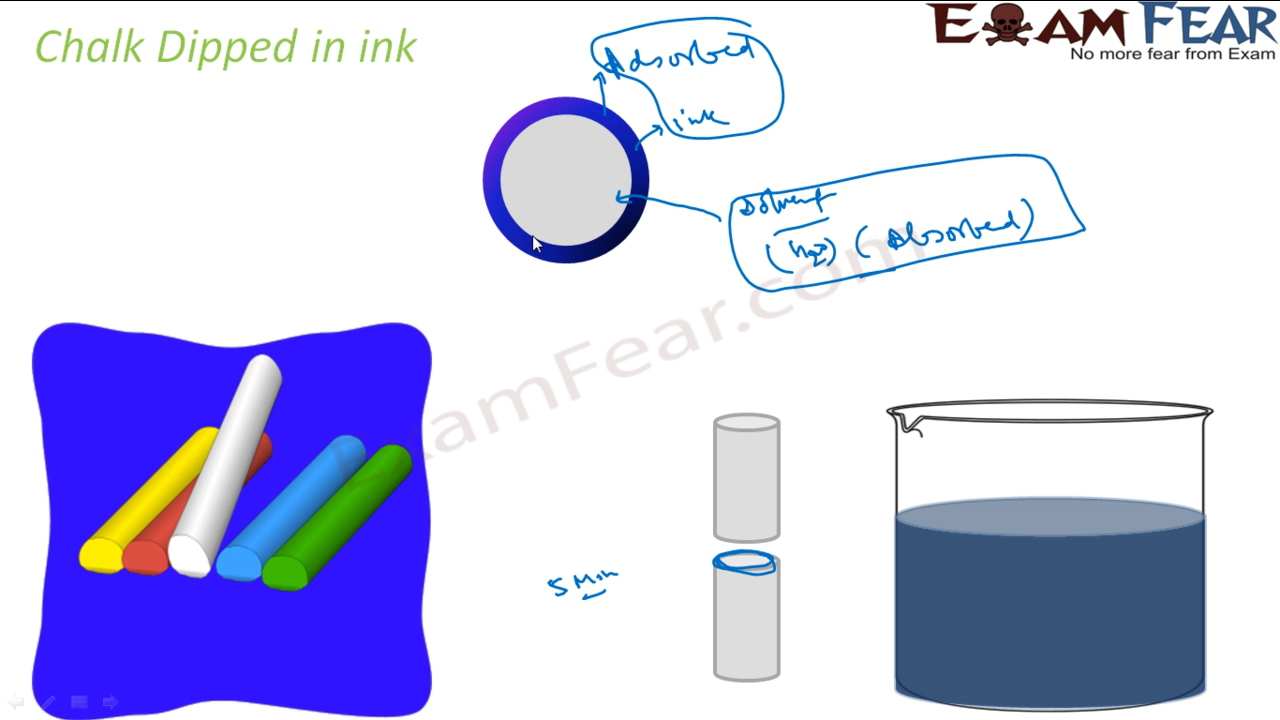 Chalk Dipped in ink
EXAM FEAR
No more fear from Exam
Adsorbed
ink
Solvent
(H2O) (Absorbed)
ExamFear.com
5 Min